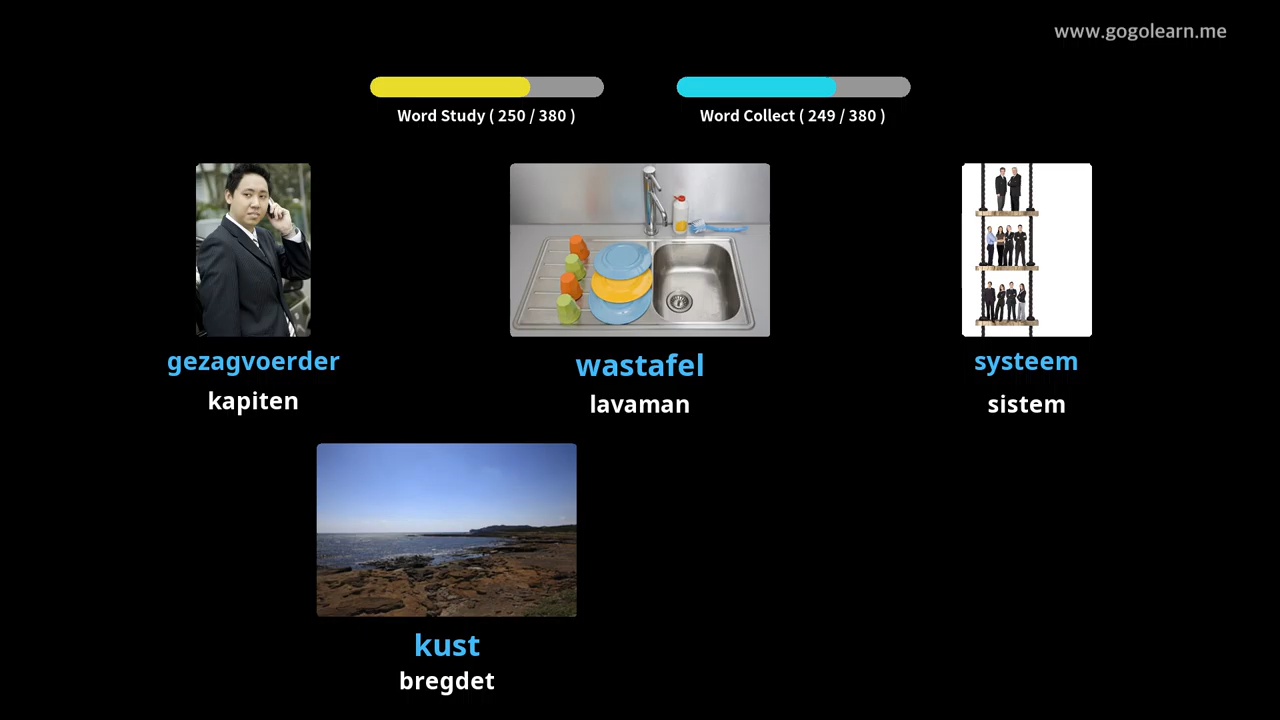 www.gogolearn.me
Word Study ( 250 / 380 )
Word Collect ( 249 / 380 )
gezagvoerder
kapiten
wastafel
lavaman
systeem
sistem
kust
bregdet